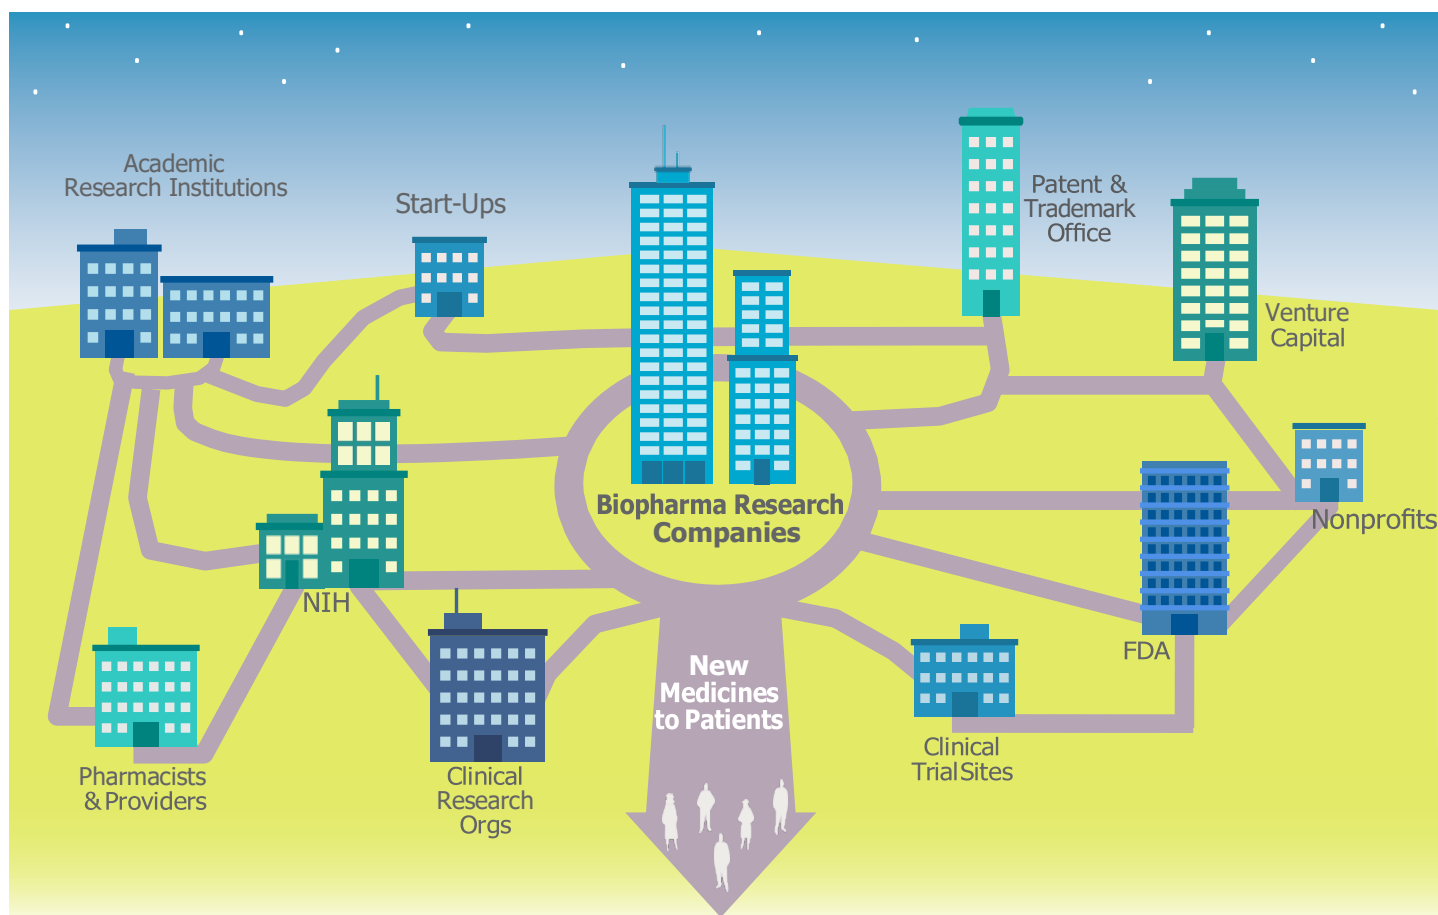 Academic
Research Institutions
Start-Ups
Patent &
Trademark
Office
Venture
Capital
Biopharma Research
Companies
Nonprofits
NIH
FDA
New
Medicines
to Patients
Pharmacists
& Providers
Clinical
Research
Orgs
Clinical
Trial Sites